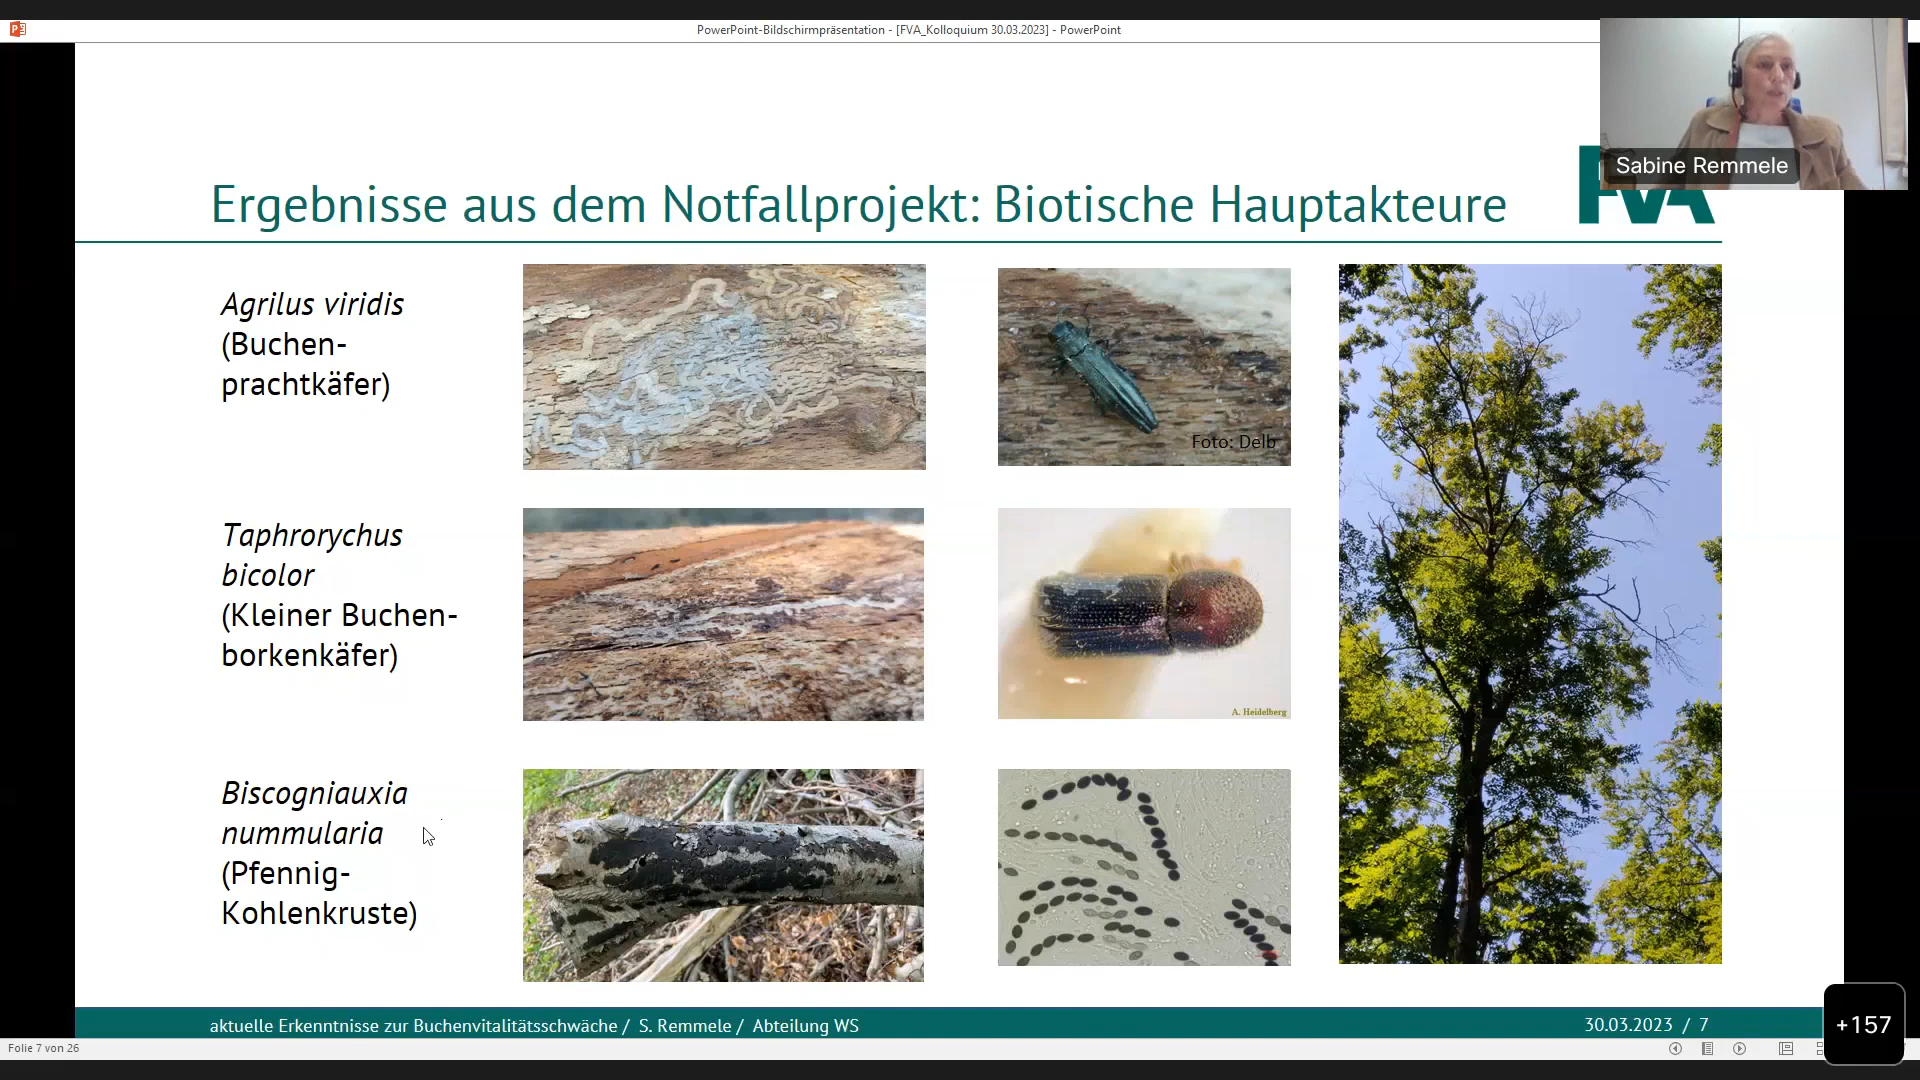 PowerPoint-Bildschirmpräsentation - [FVA_Kolloquium 30.03.2023] - PowerPoint
Sabine Remmele
FVA
Ergebnisse aus dem Notfallprojekt: Biotische Hauptakteure
Agrilus viridis
(Buchen-
prachtkäfer)
Foto: Delb
Taphrorychus
bicolor
(Kleiner Buchen-
borkenkäfer)
A. Heidelberg
Biscogniauxia
nummularia
(Pfennig-
Kohlenkruste)
aktuelle Erkenntnisse zur Buchenvitalitätsschwäche / S. Remmele / Abteilung WS
30.03.2023 / 7
+157
Folie 7 von 26